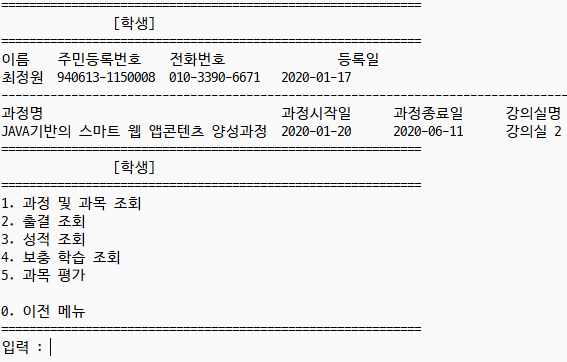 ============================================================
[학생]
============================================================
이름 주민등록번호 전화번호 등록일
최정원 940613-1150008 010-3390-6671 2020-01-17
---------------------------------------------------------------------------------
과정명 과정시작일 과정종료일 강의실명
JAVA기반의 스마트 웹 앱콘텐츠 양성과정 2020-01-20 2020-06-11 강의실 2
============================================================
[학생]
============================================================
1. 과정 및 과목 조회
2. 출결 조회
3. 성적 조회
4. 보충 학습 조회
5. 과목 평가
0. 이전 메뉴
============================================================
입력 :